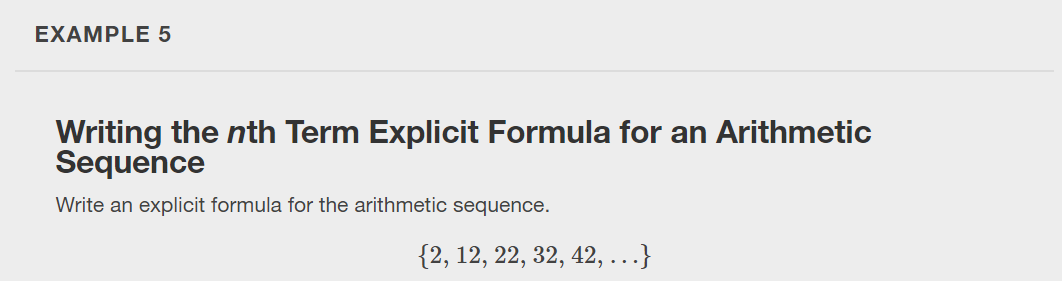 EXAMPLE 5
Writing the nth Term Explicit Formula for an Arithmetic
Sequence
Write an explicit formula for the arithmetic sequence.
{2, 12, 22, 32, 42, . . .}